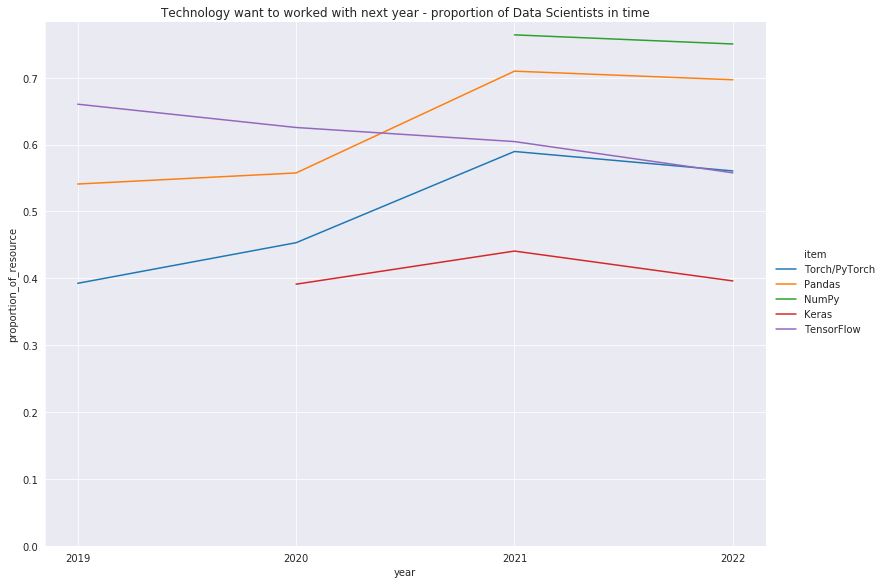 Technology want to worked with next year - proportion of Data Scientists in time
proportion_of_resource
0.7
0.6
0.5
0.4
0.3
0.2
0.1
0.0
2019
2020
2021
2022
year
item
Torch/PyTorch
Pandas
NumPy
Keras
TensorFlow